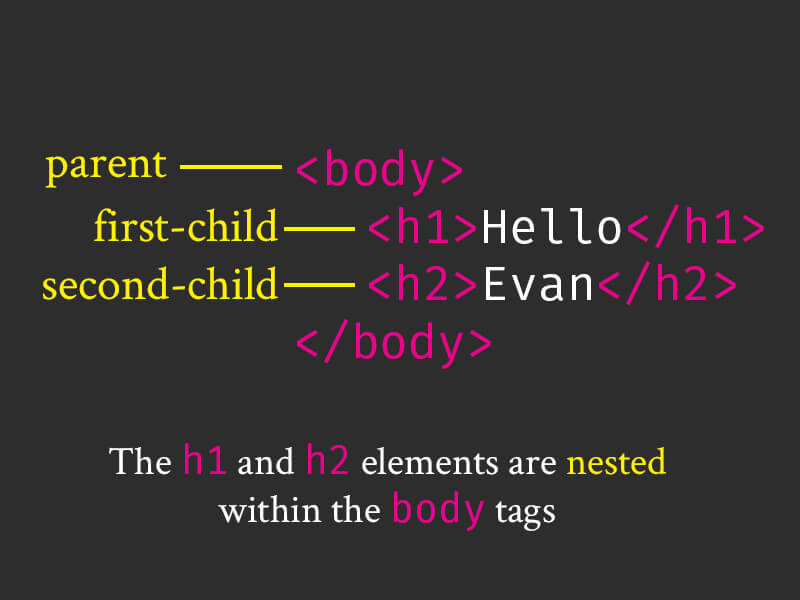 parent <body>
first-child <h1>Hello</h1>
second-child <h2>Evan</h2>
</body>
The h1 and h2 elements are nested
within the body tags